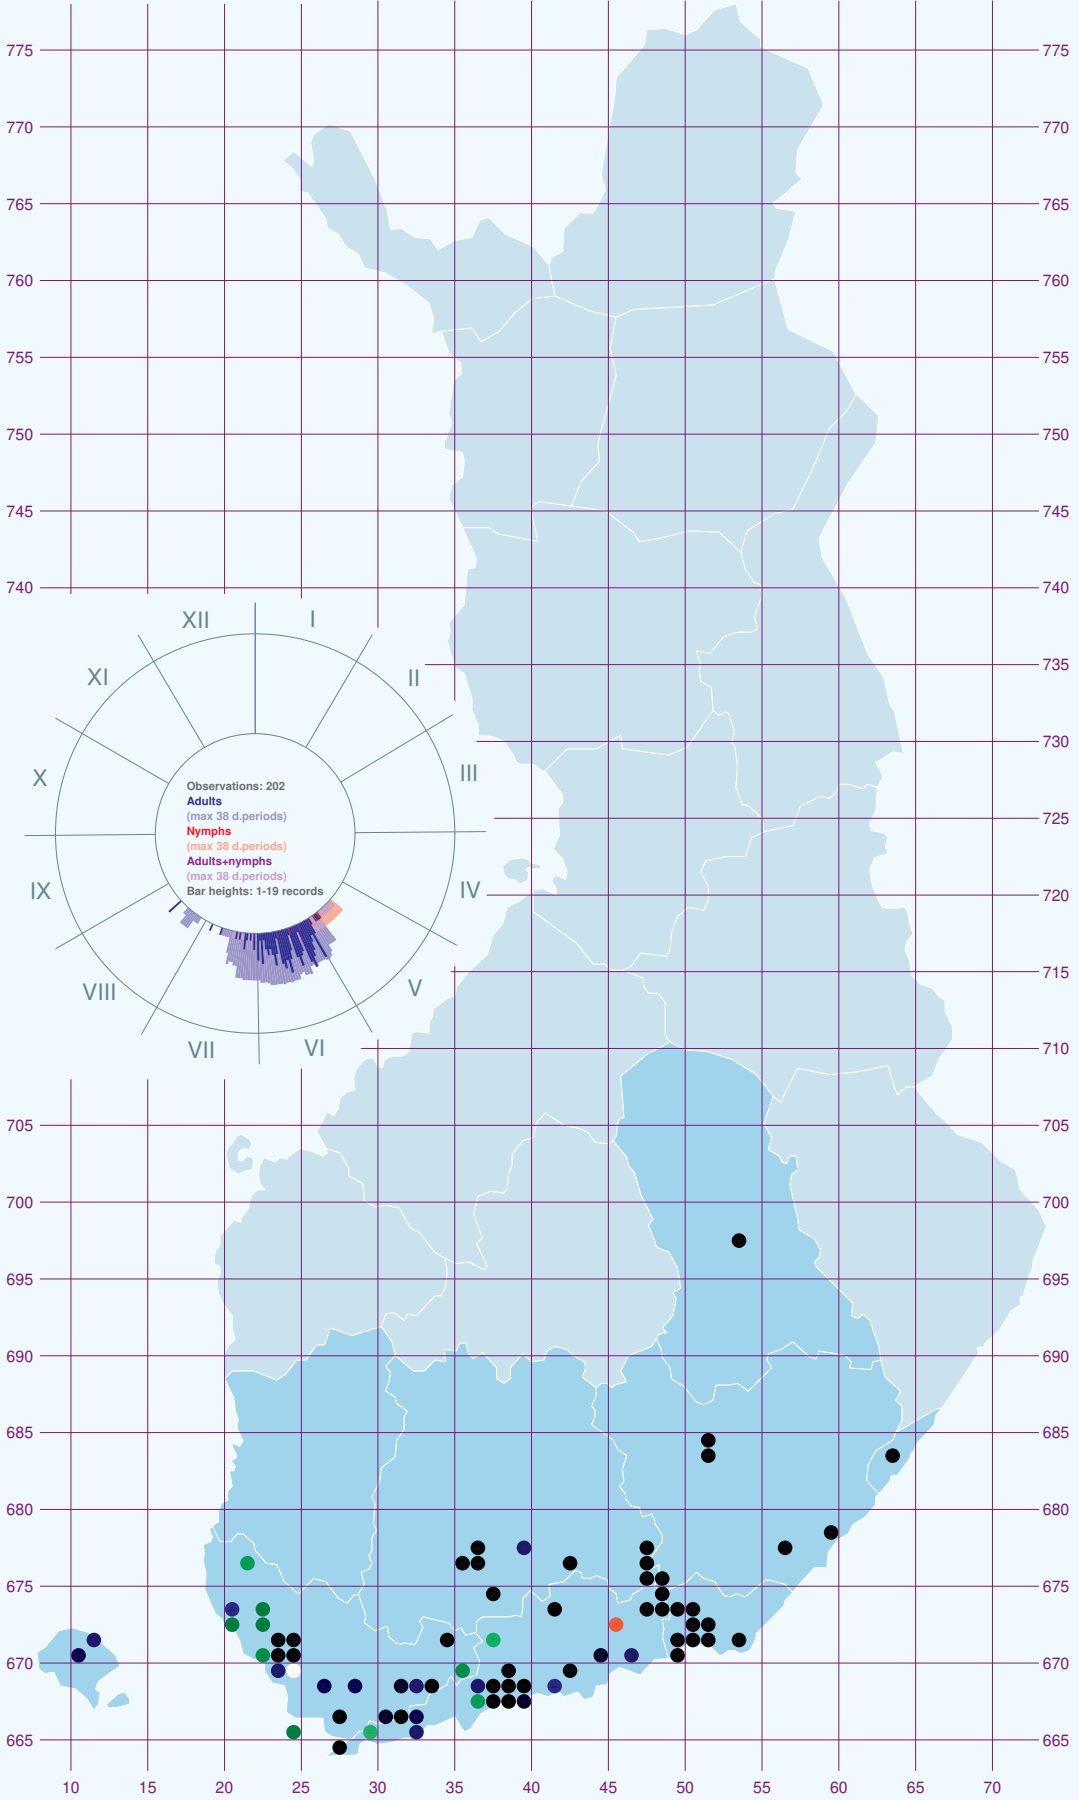 775 775
770 770
765 765
760 760
755 755
750 750
745 745
740 740
XII I
735
XI II
730
X III
Observations: 202
Adults
(max 38 d.periods)
725
Nymphs
(max 38 d.periods)
Adults+nymphs
(max 38 d.periods)
Bar heights: 1-19 records
IX IV
720
VIII V
715
VII VI
710
705 705
700 700
695 695
690 690
685 685
680 680
675 675
670 670
665 665
10 15 20 25 30 35 40 45 50 55 60 65 70